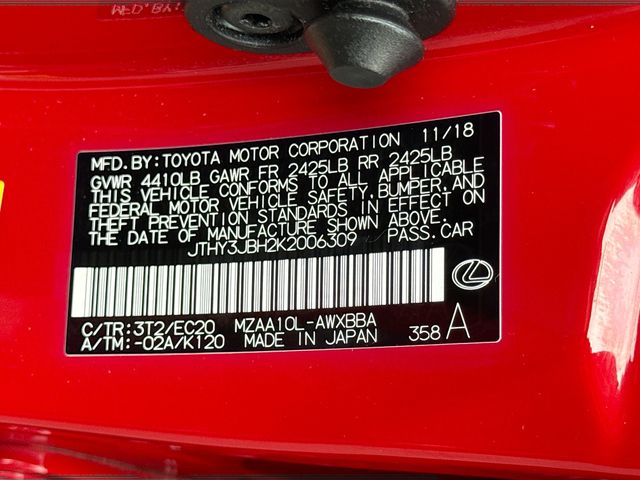 MFD. BY: TOYOTA MOTOR CORPORATION 11/18
GVWR 4410LB GAWR FR 2425LB RR 2425LB
THIS VEHICLE CONFORMS TO ALL APPLICABLE
FEDERAL MOTOR VEHICLE SAFETY, BUMPER, AND
THEFT PREVENTION STANDARDS IN EFFECT ON
THE DATE OF MANUFACTURE SHOWN ABOVE.
JTHY3JBH2K2006309 PASS. CAR
C/TR: 3T2/EC20 MZAA10L-AWXBBA
A/TM: -02A/K120 MADE IN JAPAN 358 A